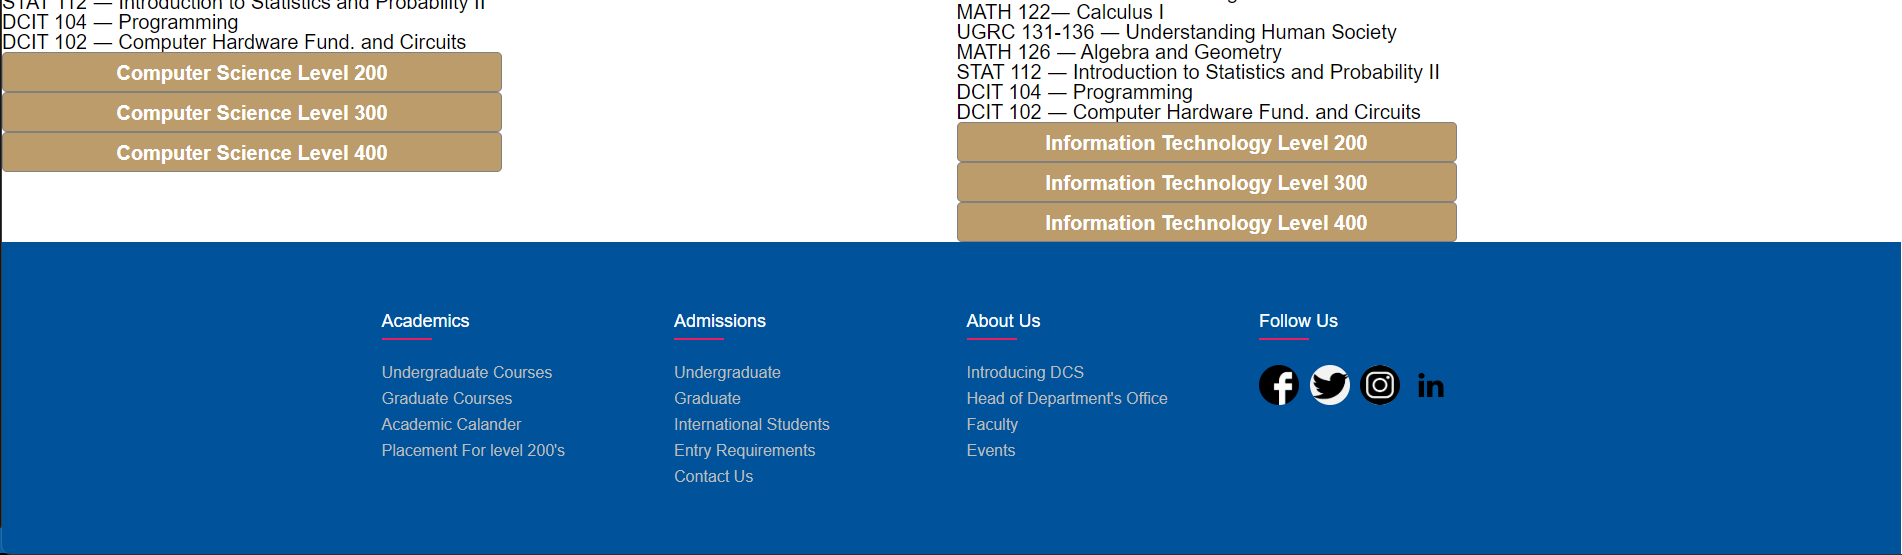 STAT 112 — Introduction to Statistics and Probability II
DCIT 104 — Programming
DCIT 102 — Computer Hardware Fund. and Circuits
Computer Science Level 200
Computer Science Level 300
Computer Science Level 400
MATH 122— Calculus I
UGRC 131-136 — Understanding Human Society
MATH 126 — Algebra and Geometry
STAT 112 — Introduction to Statistics and Probability II
DCIT 104 — Programming
DCIT 102 — Computer Hardware Fund. and Circuits
Information Technology Level 200
Information Technology Level 300
Information Technology Level 400
Academics
Undergraduate Courses
Graduate Courses
Academic Calander
Placement For level 200's
Admissions
Undergraduate
Graduate
International Students
Entry Requirements
Contact Us
About Us
Introducing DCS
Head of Department's Office
Faculty
Events
Follow Us
in